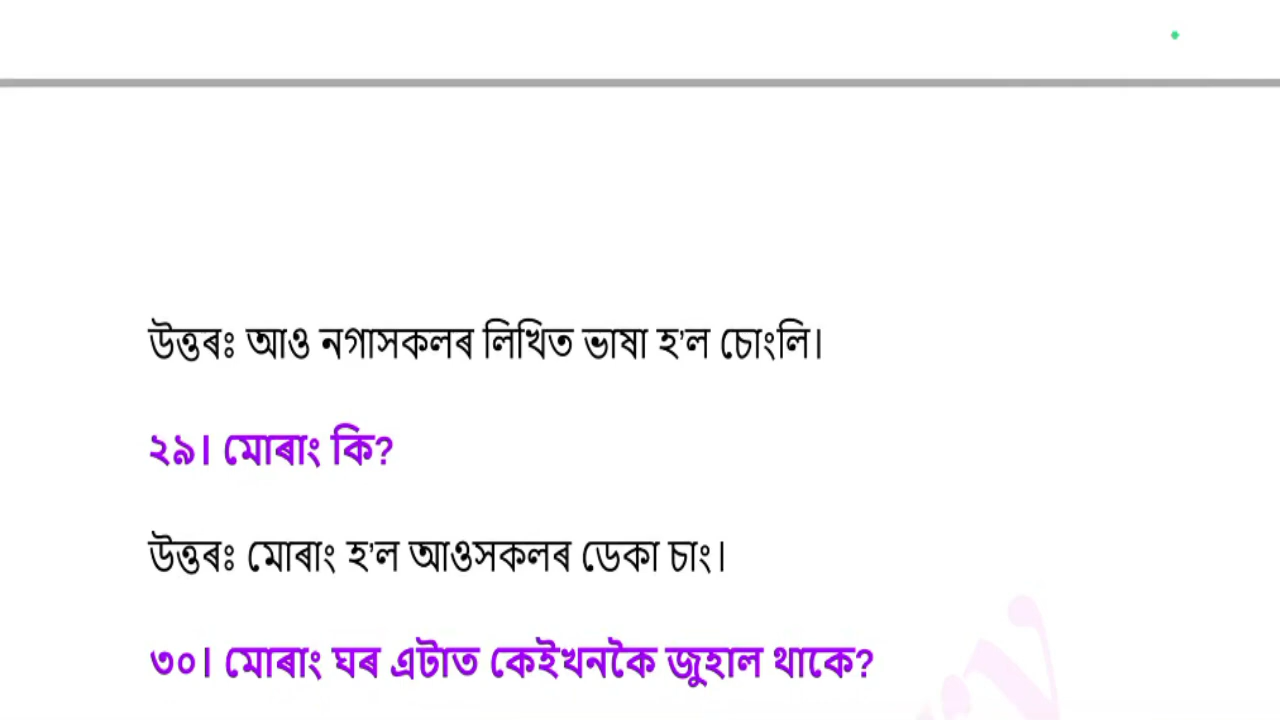 উত্তৰঃ আও নগাসকলৰ লিখিত ভাষা হ’ল চোংলি।
২৯। মোৰাং কি?
উত্তৰঃ মোৰাং হ’ল আওসকলৰ ডেকা চাং।
৩০। মোৰাং ঘৰ এটাত কেইখনকৈ জুহাল থাকে?